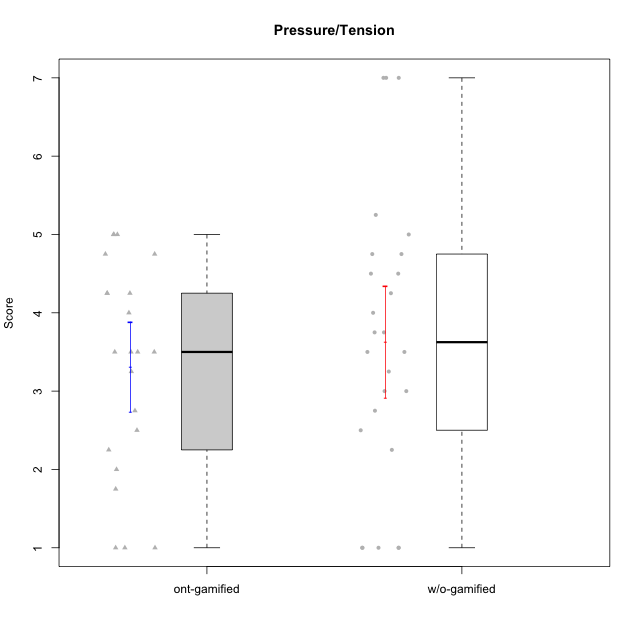 Pressure/Tension
Score
7
6
5
4
3
2
1
ont-gamified
w/o-gamified